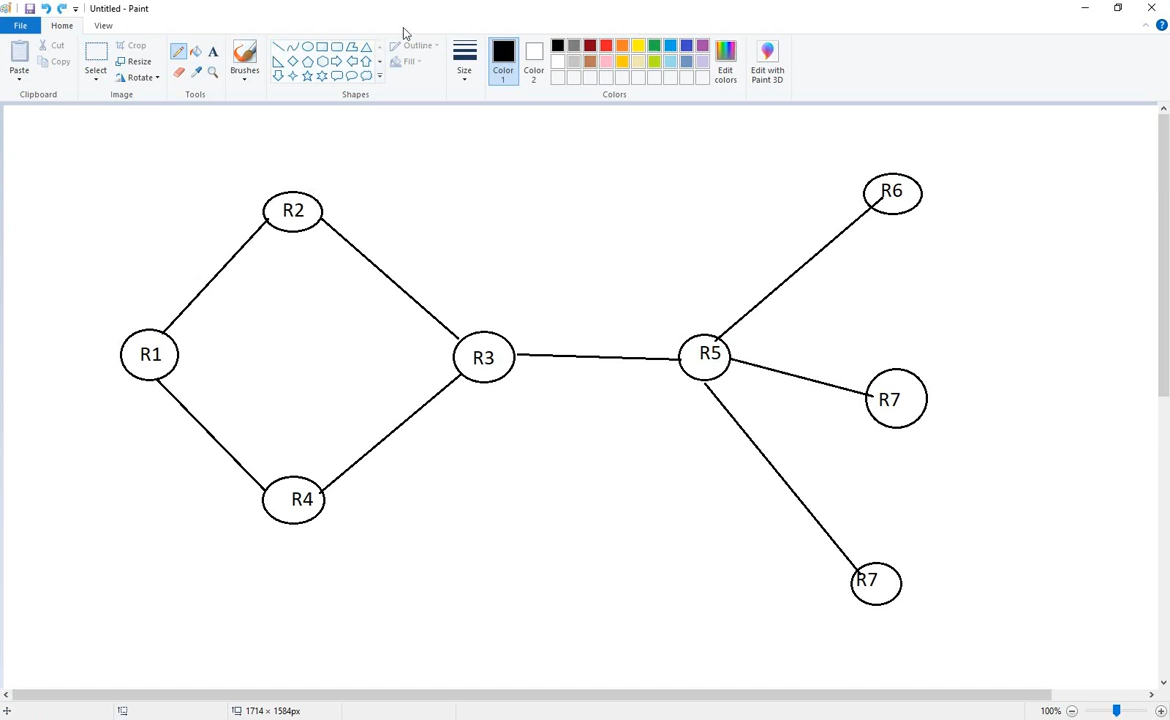 Untitled - Paint
File Home View
Paste
Cut
Copy
Clipboard
Select
Crop
Resize
Rotate
Image
Tools
Brushes
Shapes
Outline
Fill
Size
Color 1
Color 2
Colors
Edit colors
Edit with Paint 3D
R6
R2
R1
R3
R5
R7
R4
R7
1714 × 1584px
100%